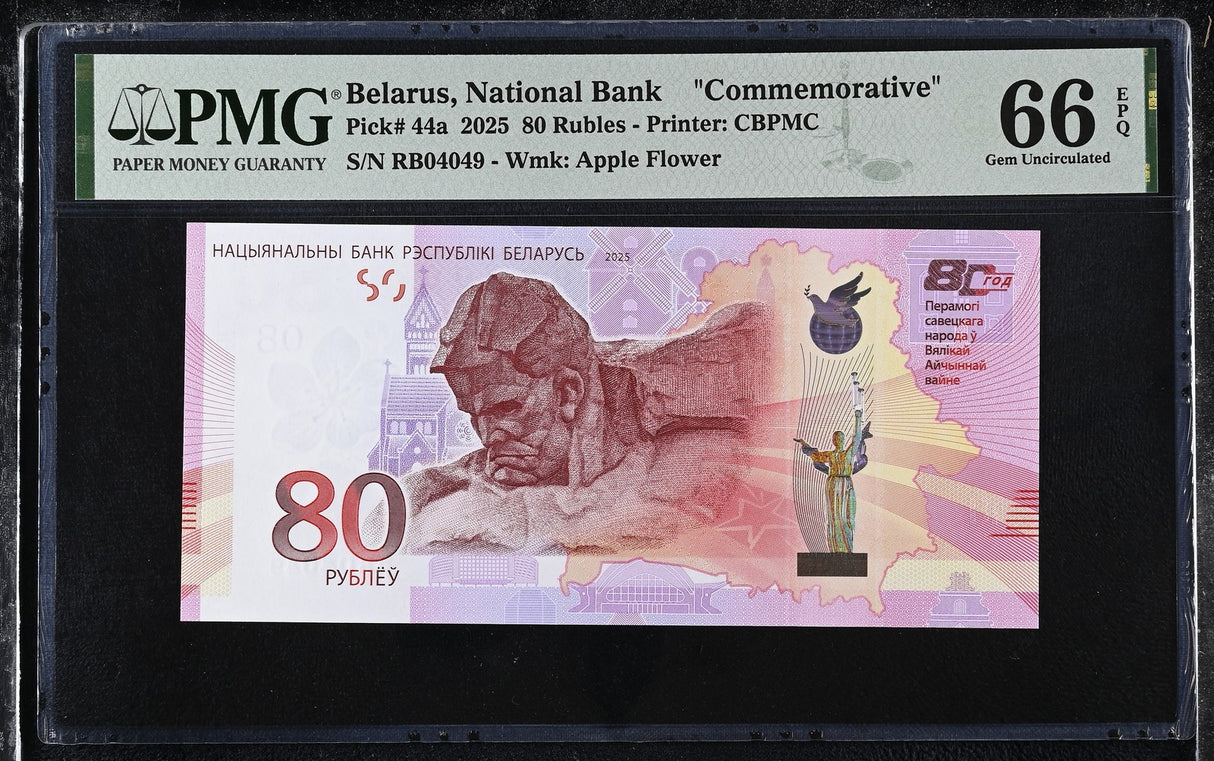 PMG®
PAPER MONEY GUARANTY
Belarus, National Bank "Commemorative"
Pick# 44a 2025 80 Rubles - Printer: CBPMC
S/N RB04049 - Wmk: Apple Flower
66
EPQ
Gem Uncirculated
НАЦЫЯНАЛЬНЫ БАНК РЭСПУБЛІКІ БЕЛАРУСЬ 2025
80 год
Перамогі
савецкага
народа ў
Вялікай
Айчыннай
вайне
80
РУБЛЁЎ